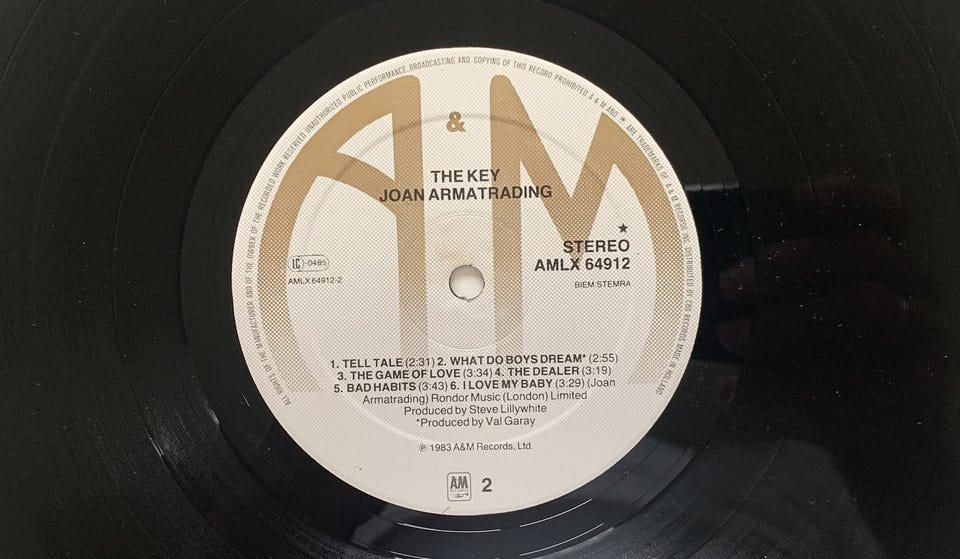 ALL RIGHTS OF THE MANUFACTURER AND OF THE OWNER OF THE RECORDED WORK RESERVED UNAUTHORIZED PUBLIC PERFORMANCE BROADCASTING AND COPYING OF THIS RECORD PROHIBITED A & M AND ★ ARE TRADEMARKS OF A & M RECORDS INC. DISTRIBUTED BY CBS RECORDS MADE IN HOLLAND
A & M
THE KEY
JOAN ARMATRADING
★
STEREO
AMLX 64912
BIEM STEMRA
LC-0485
AMLX 64912-2
1. TELL TALE (2:31) 2. WHAT DO BOYS DREAM* (2:55)
3. THE GAME OF LOVE (3:34) 4. THE DEALER (3:19)
5. BAD HABITS (3:43) 6. I LOVE MY BABY (3:29) (Joan
Armatrading) Rondor Music (London) Limited
Produced by Steve Lillywhite
*Produced by Val Garay
℗ 1983 A&M Records, Ltd.
AM
2